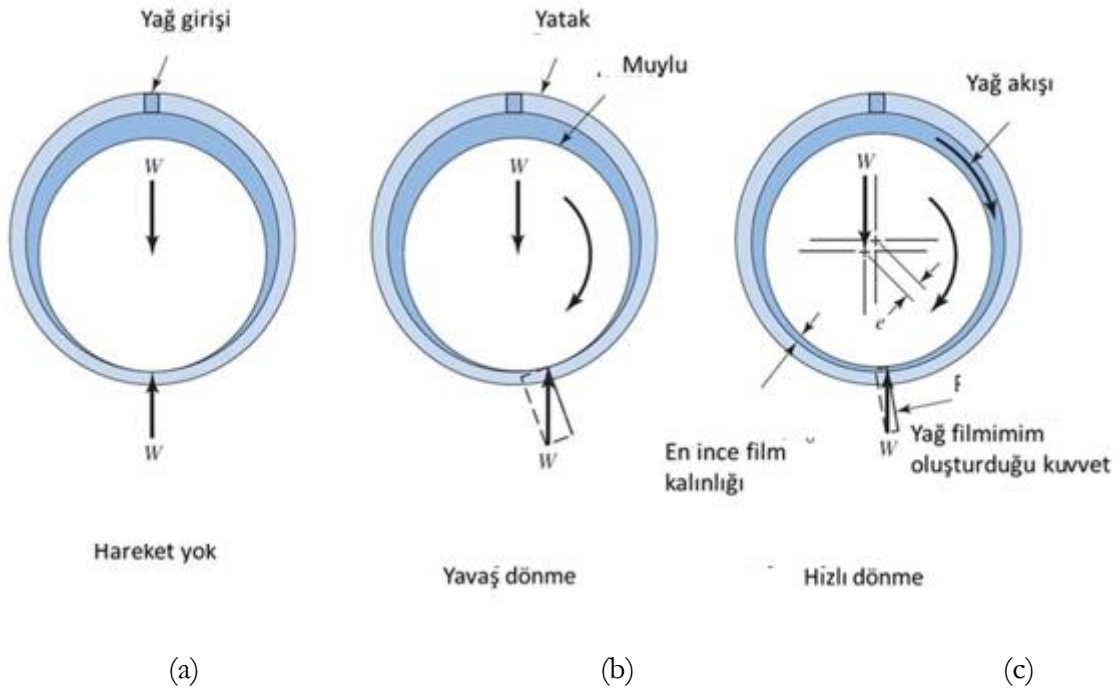 Yağ girişi
Yatak
Muylu
Yağ akışı
W
W
W
e
W
W
W
F
En ince film
kalınlığı
Yağ filmimim
oluşturduğu kuvvet
Hareket yok
Yavaş dönme
Hizlı dönme
(a)
(b)
(c)